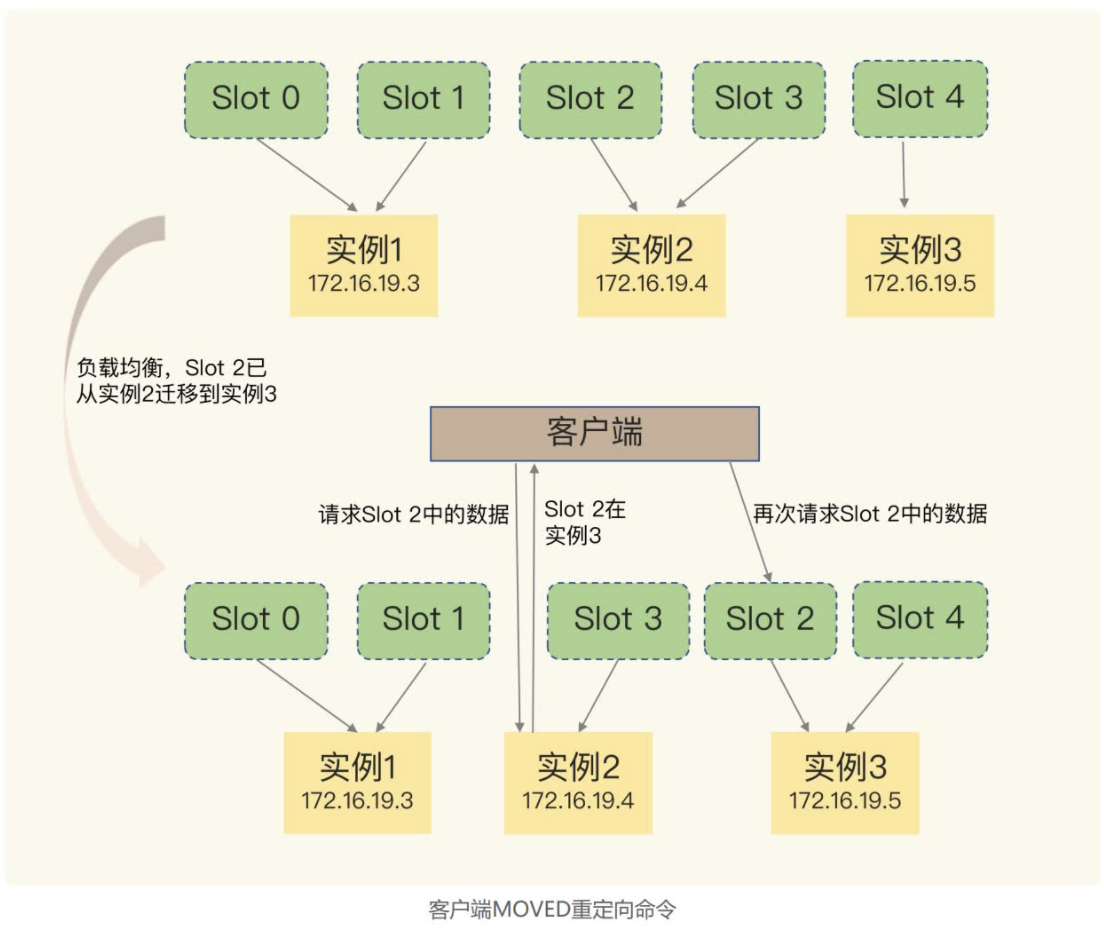 Slot 0
Slot 1
Slot 2
Slot 3
Slot 4
实例1
172.16.19.3
实例2
172.16.19.4
实例3
172.16.19.5
负载均衡，Slot 2已
从实例2迁移到实例3
客户端
请求Slot 2中的数据
Slot 2在
实例3
再次请求Slot 2中的数据
Slot 0
Slot 1
Slot 3
Slot 2
Slot 4
实例1
172.16.19.3
实例2
172.16.19.4
实例3
172.16.19.5
客户端MOVED重定向命令